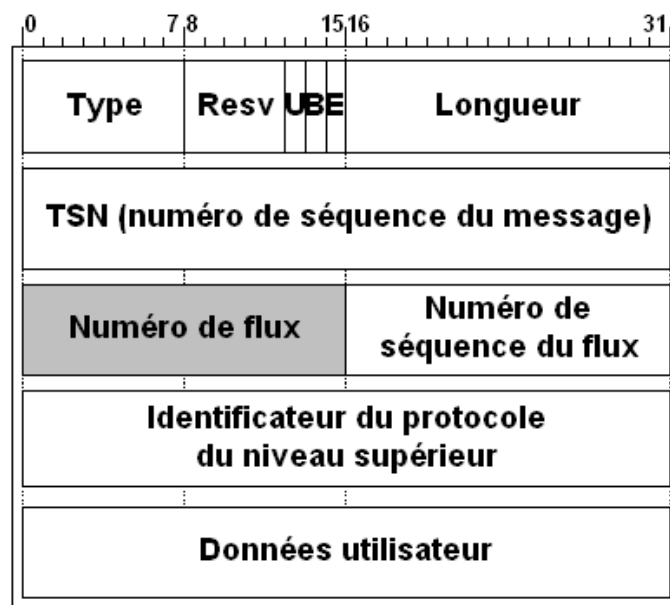 0 7 8 15 16 31
Type Resv U B E Longueur
TSN (numéro de séquence du message)
Numéro de flux
Numéro de
séquence du flux
Identificateur du protocole
du niveau supérieur
Données utilisateur